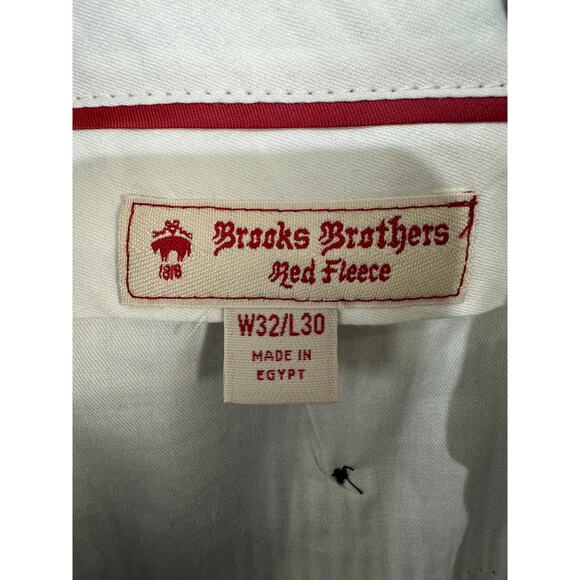 Brooks Brothers
Red Fleece
1818
W32/L30
MADE IN
EGYPT